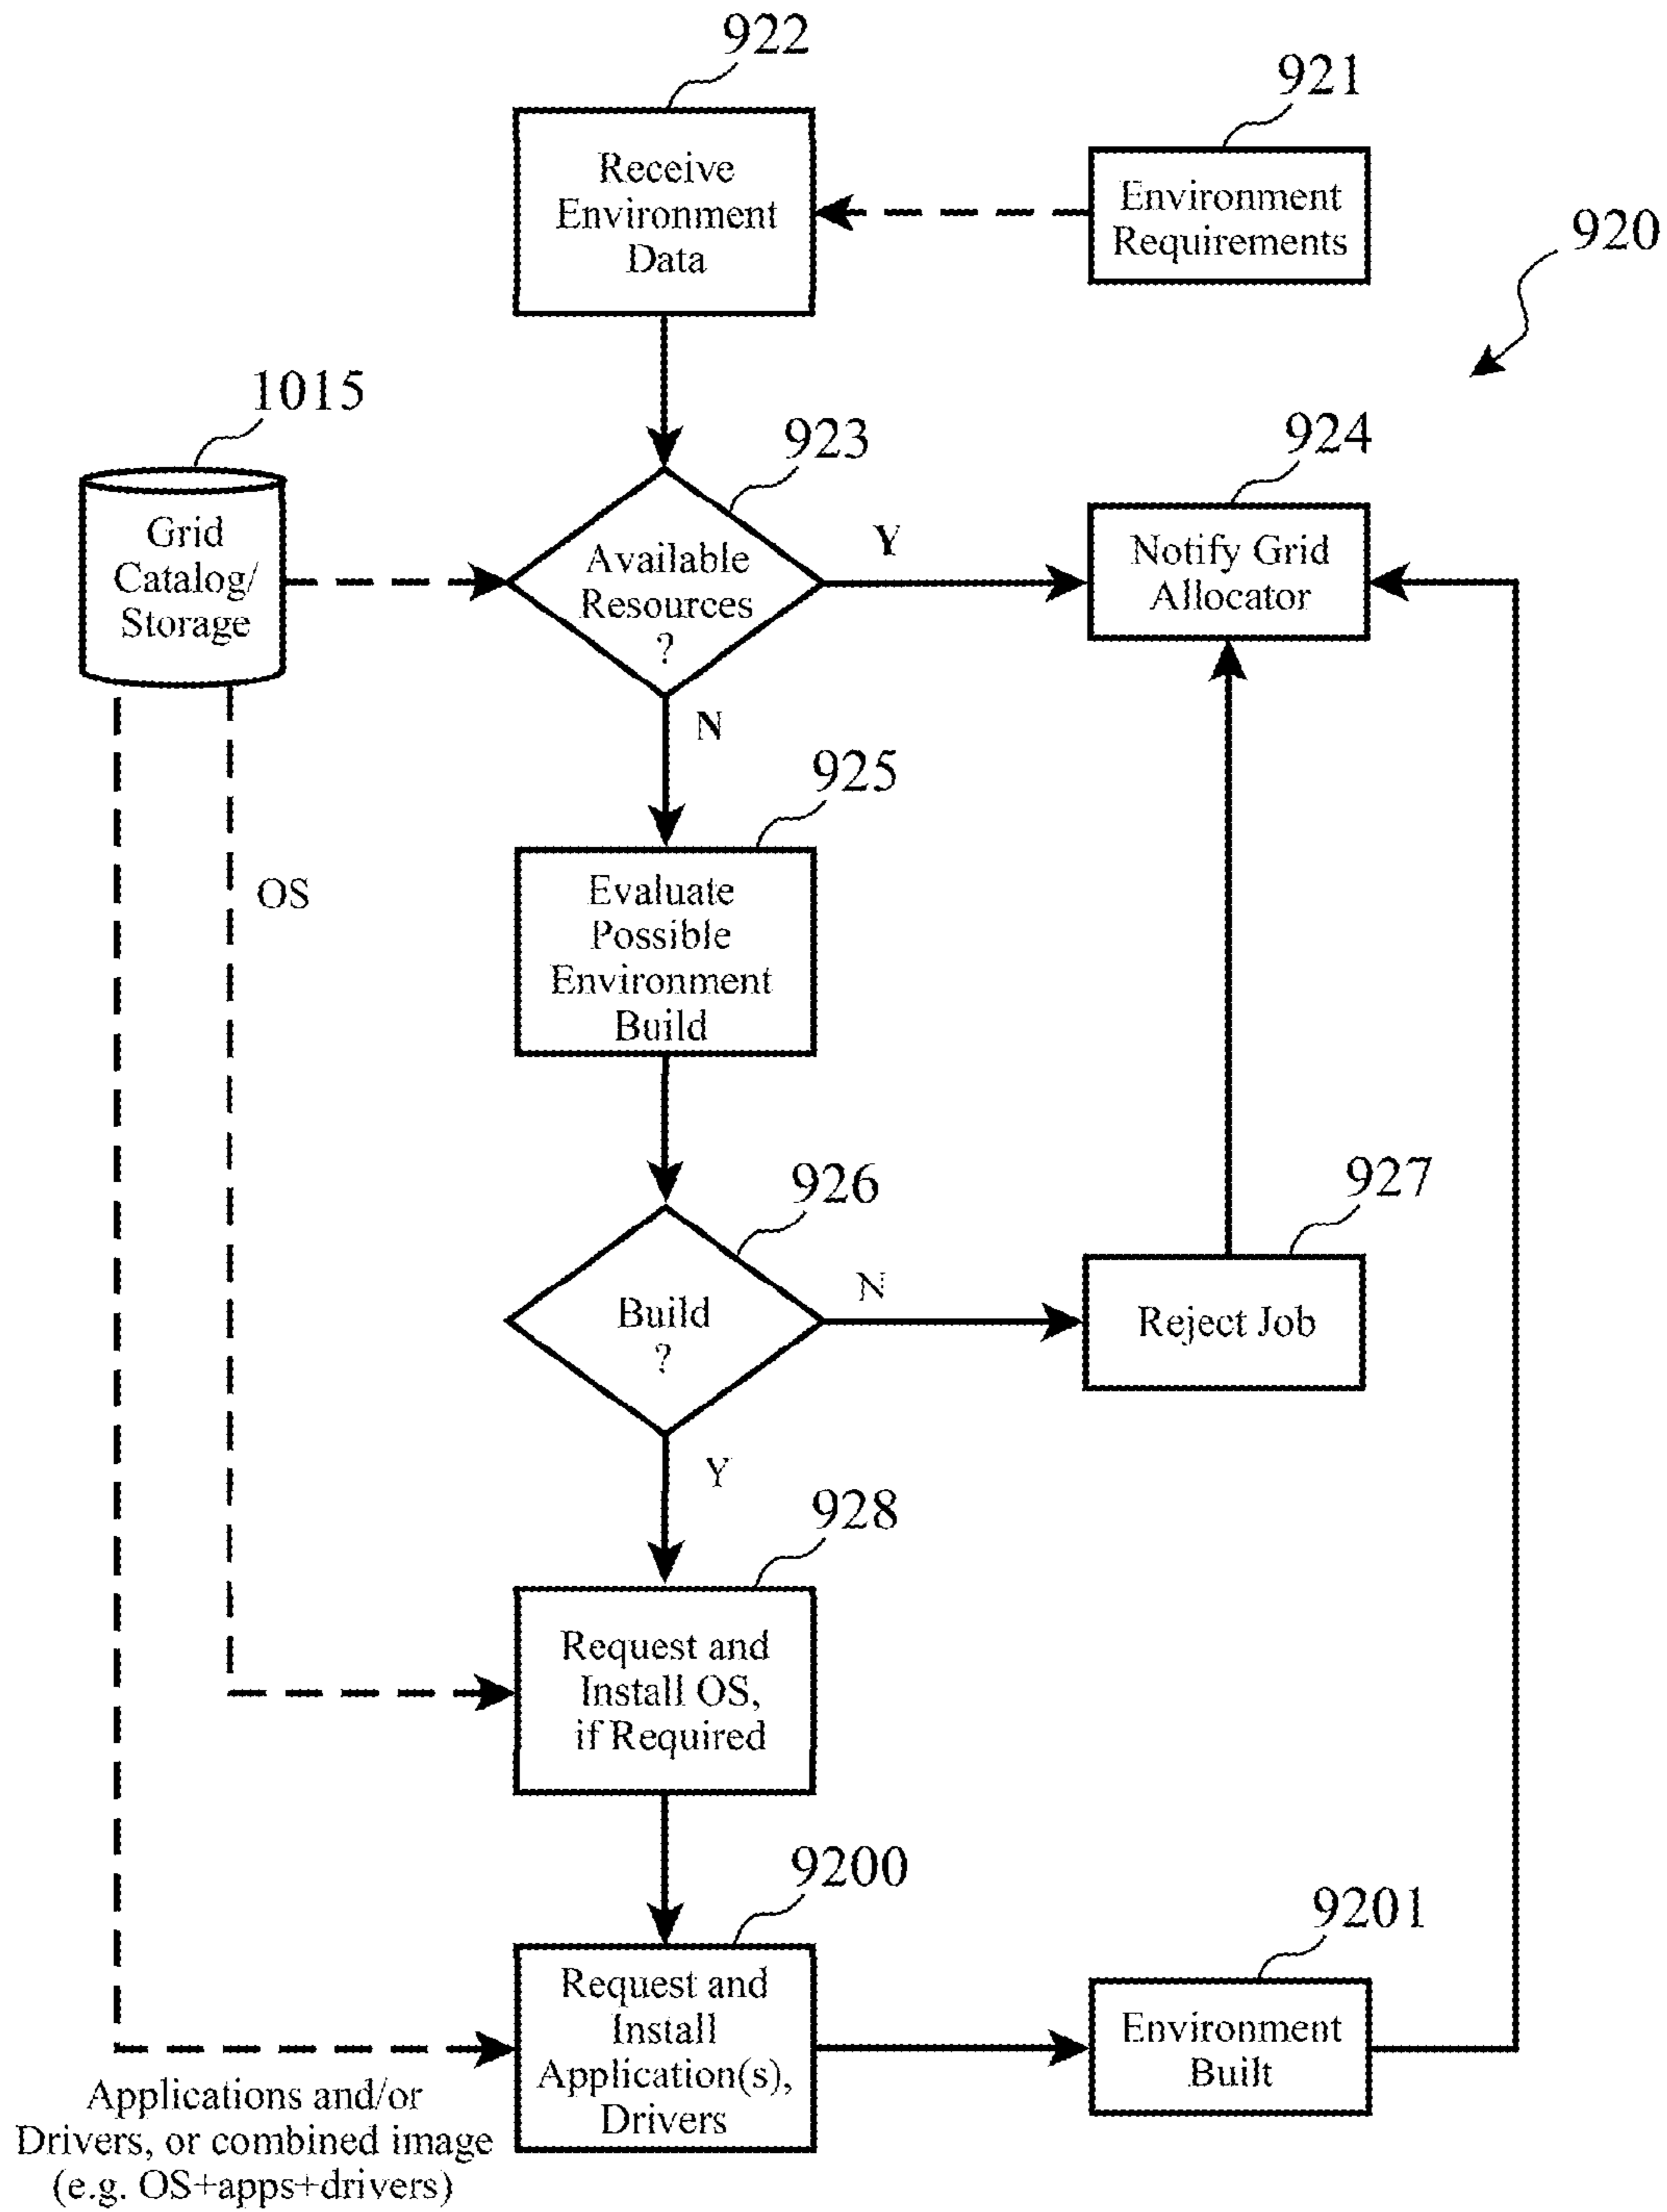 922
921
Receive
Environment
Data
Environment
Requirements
920
1015
923
924
Grid
Catalog/
Storage
Available
Resources
?
Y
Notify Grid
Allocator
N
925
OS
Evaluate
Possible
Environment
Build
926
927
Build
?
N
Reject Job
Y
928
Request and
Install OS,
if Required
9200
9201
Request and
Install
Application(s),
Drivers
Environment
Built
Applications and/or
Drivers, or combined image
(e.g. OS+apps+drivers)